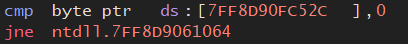 cmp byte ptr ds:[7FF8D90FC52C ],0
jne ntdll.7FF8D9061064